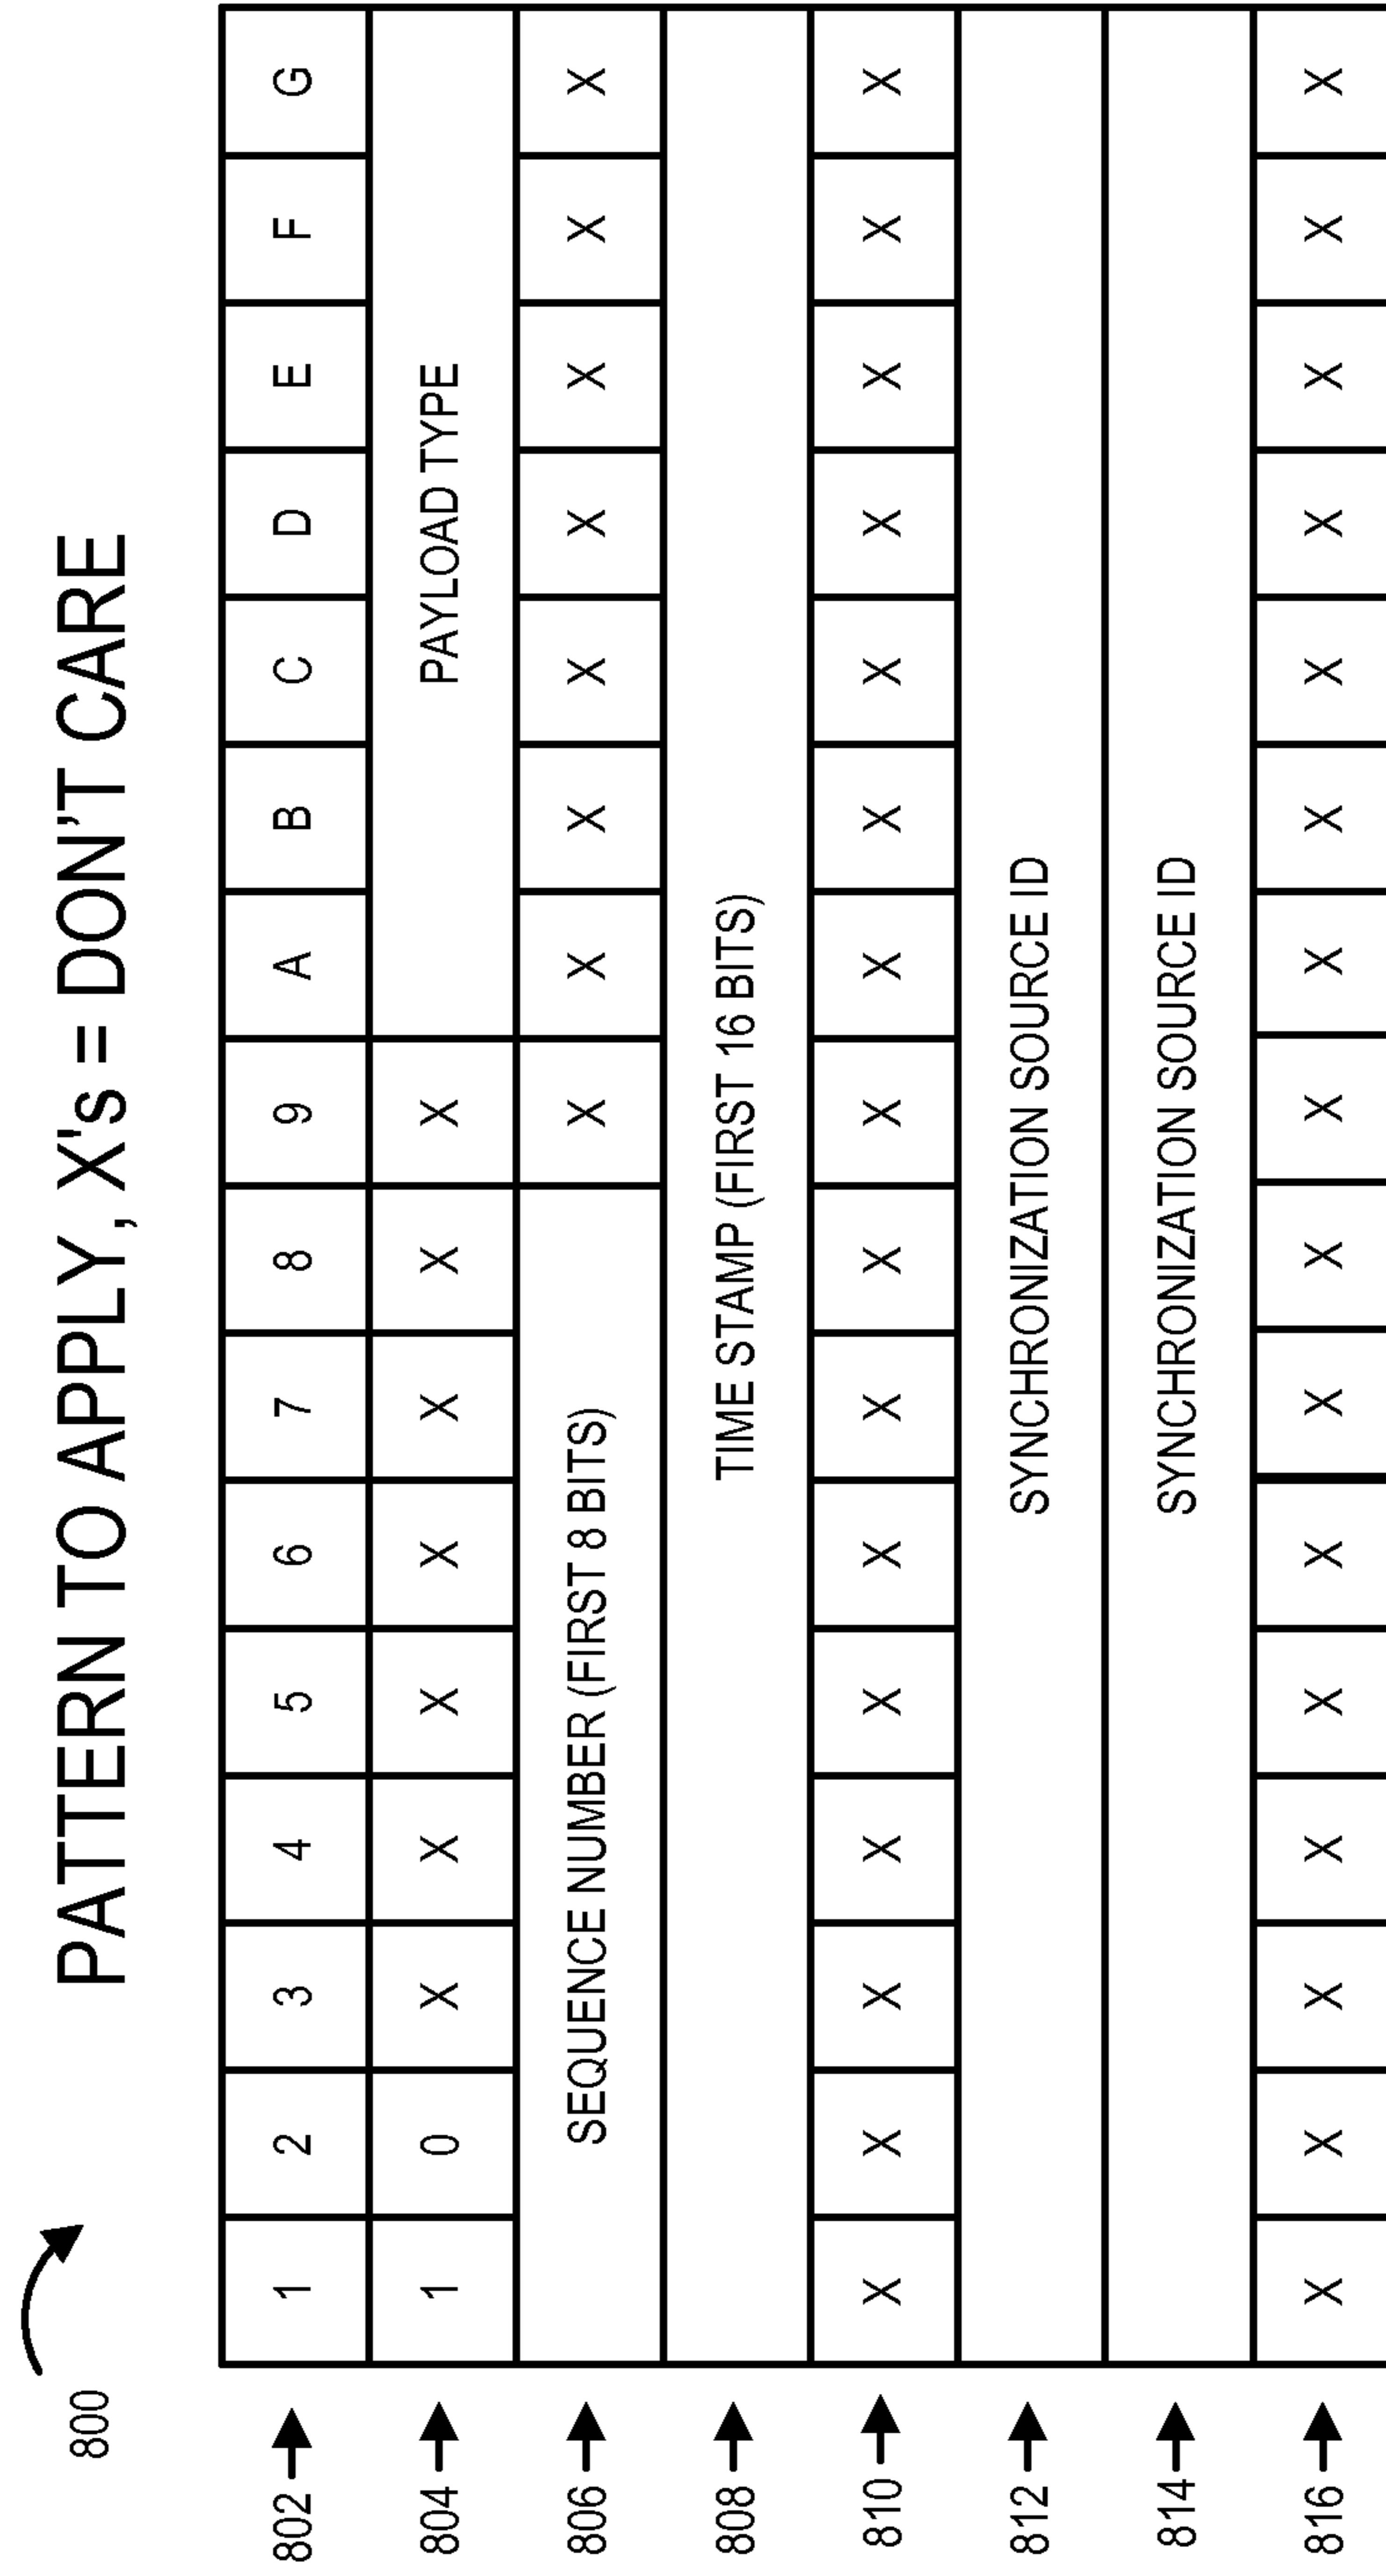 800
PATTERN TO APPLY, X's = DON'T CARE
802 1 2 3 4 5 6 7 8 9 A B C D E F G
804 1 0 X X X X X X X PAYLOAD TYPE
806 SEQUENCE NUMBER (FIRST 8 BITS) X X X X X X X X
808 TIME STAMP (FIRST 16 BITS)
810 X X X X X X X X X X X X X X X X
812 SYNCHRONIZATION SOURCE ID
814 SYNCHRONIZATION SOURCE ID
816 X X X X X X X X X X X X X X X X